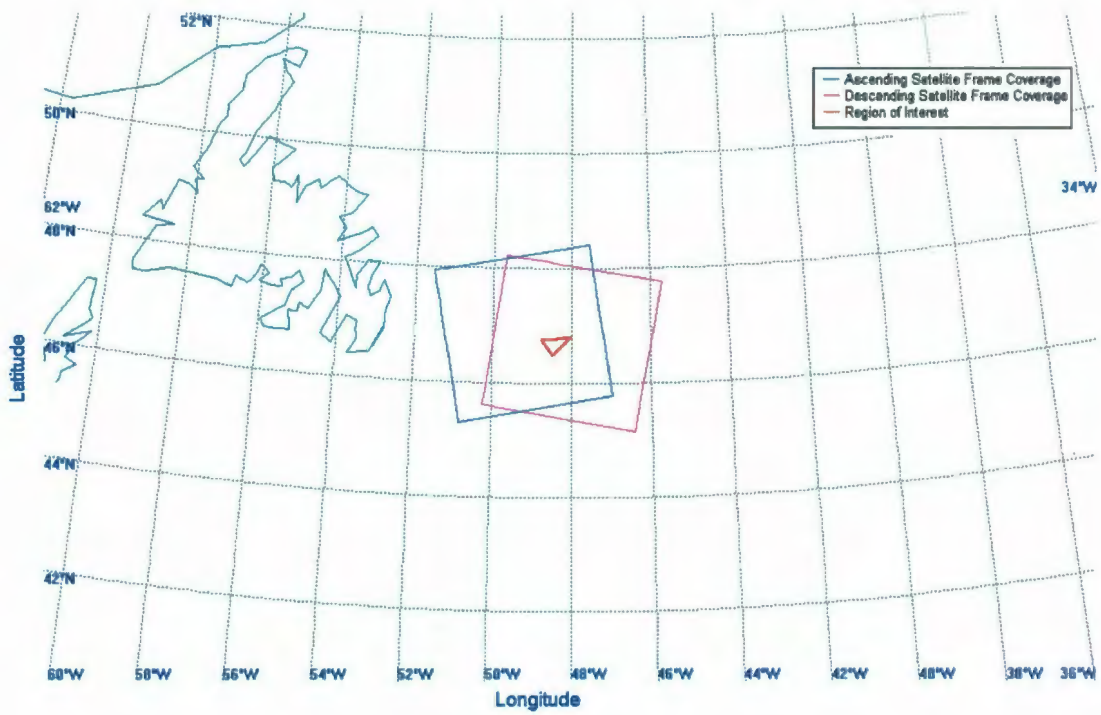 52°N
Ascending Satellite Frame Coverage
Descending Satellite Frame Coverage
Region of Interest
50°N
34°W
62°W
48°N
46°N
Latitude
44°N
42°N
60°W 58°W 56°W 54°W 52°W 50°W 48°W 46°W 44°W 42°W 40°W 38°W 36°W
Longitude